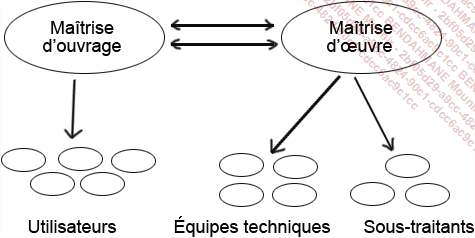 Maîtrise
d'ouvrage
Maîtrise
d'œuvre
Utilisateurs
Équipes techniques
Sous-traitants